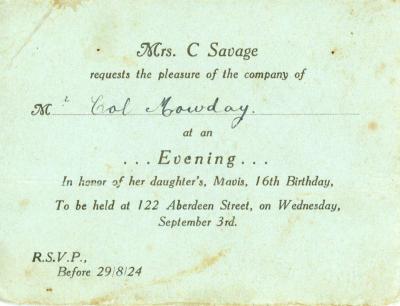 Mrs. C Savage
requests the pleasure of the company of
Mr Col Mowday.
at an
...Evening...
In honor of her daughter's, Mavis, 16th Birthday,
To be held at 122 Aberdeen Street, on Wednesday,
September 3rd.
R.S.V.P.,
Before 29/8/24